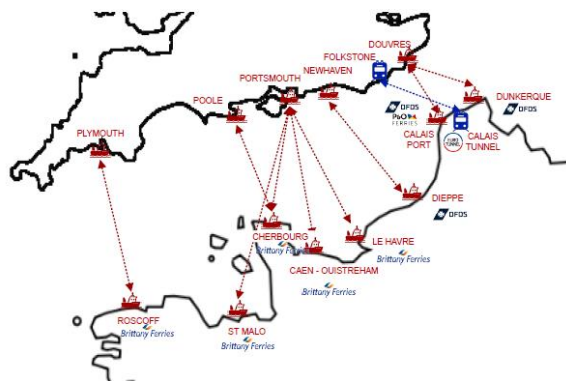 DOUVRES
FOLKSTONE
NEWHAVEN
PORTSMOUTH
POOLE
PLYMOUTH
DUNKERQUE
DFDS
DFDS
P&O
FERRIES
CALAIS
PORT
CALAIS
TUNNEL
DIEPPE
DFDS
CHERBOURG
Brittany Ferries
LE HAVRE
Brittany Ferries
CAEN - OUISTREHAM
Brittany Ferries
ROSCOFF
Brittany Ferries
ST MALO
Brittany Ferries